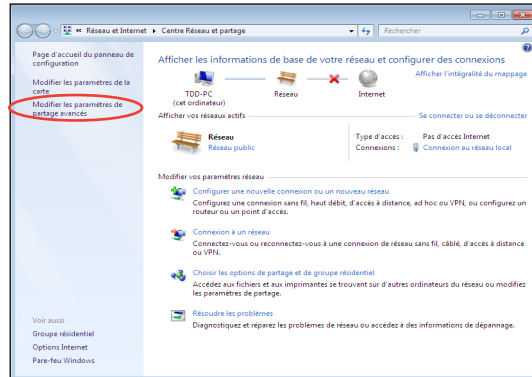 « Réseau et Internet ▸ Centre Réseau et partage
Rechercher
Page d'accueil du panneau de
configuration
Modifier les paramètres de la
carte
Modifier les paramètres de
partage avancés
Afficher les informations de base de votre réseau et configurer des connexions
Afficher l'intégralité du mappage
TDD-PC
(cet ordinateur)
Réseau
Internet
Afficher vos réseaux actifs
Se connecter ou se déconnecter
Réseau
Réseau public
Type d'accès :
Pas d'accès Internet
Connexions :
Connexion au réseau local
Modifier vos paramètres réseau
Configurer une nouvelle connexion ou un nouveau réseau
Configurez une connexion sans fil, haut débit, d'accès à distance, ad hoc ou VPN, ou configurez un
routeur ou un point d'accès.
Connexion à un réseau
Connectez-vous ou reconnectez-vous à une connexion de réseau sans fil, câblé, d'accès à distance
ou VPN.
Choisir les options de partage et de groupe résidentiel
Accédez aux fichiers et aux imprimantes se trouvant sur d'autres ordinateurs du réseau ou modifiez
les paramètres de partage.
Résoudre les problèmes
Diagnostiquez et réparez les problèmes de réseau ou accédez à des informations de dépannage.
Voir aussi
Groupe résidentiel
Options Internet
Pare-feu Windows